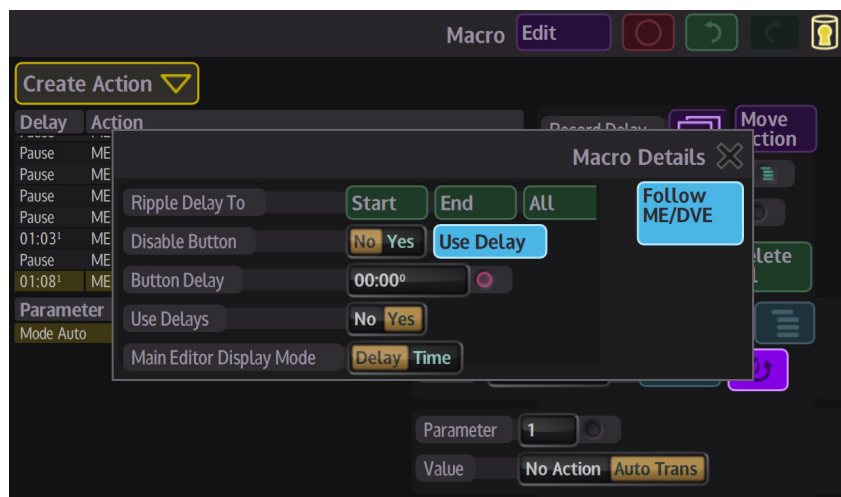 Macro Edit
Create Action
Delay Action
Pause ME
Pause ME
Pause ME
Pause ME
01:03¹ ME
Pause ME
01:08¹ ME
Parameter
Mode Auto
Record Delay
Move
Macro Details
Ripple Delay To Start End All
Follow
ME/DVE
Disable Button No Yes Use Delay
Button Delay 00:00⁰
Use Delays No Yes
Main Editor Display Mode Delay Time
Parameter 1
Value No Action Auto Trans